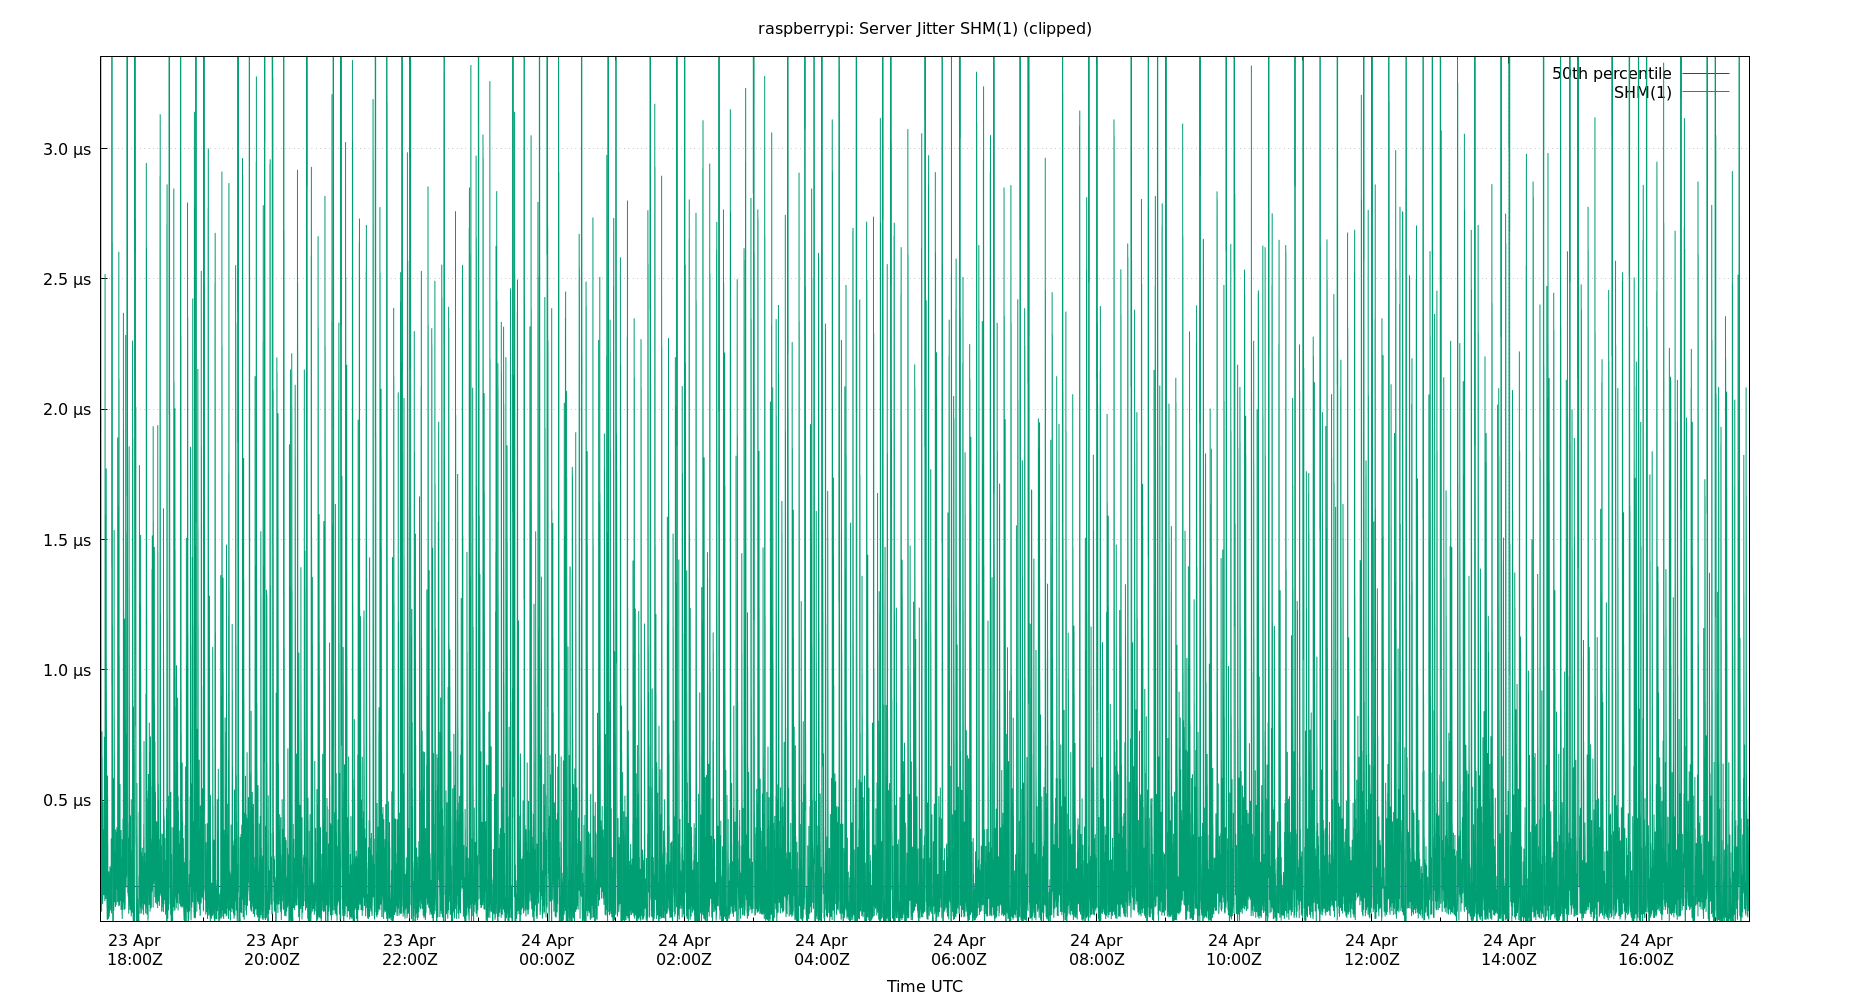 raspberrypi: Server Jitter SHM(1) (clipped)
50th percentile
SHM(1)
3.0 µs
2.5 µs
2.0 µs
1.5 µs
1.0 µs
0.5 µs
23 Apr 23 Apr 23 Apr 24 Apr 24 Apr 24 Apr 24 Apr 24 Apr 24 Apr 24 Apr 24 Apr 24 Apr
18:00Z 20:00Z 22:00Z 00:00Z 02:00Z 04:00Z 06:00Z 08:00Z 10:00Z 12:00Z 14:00Z 16:00Z
Time UTC